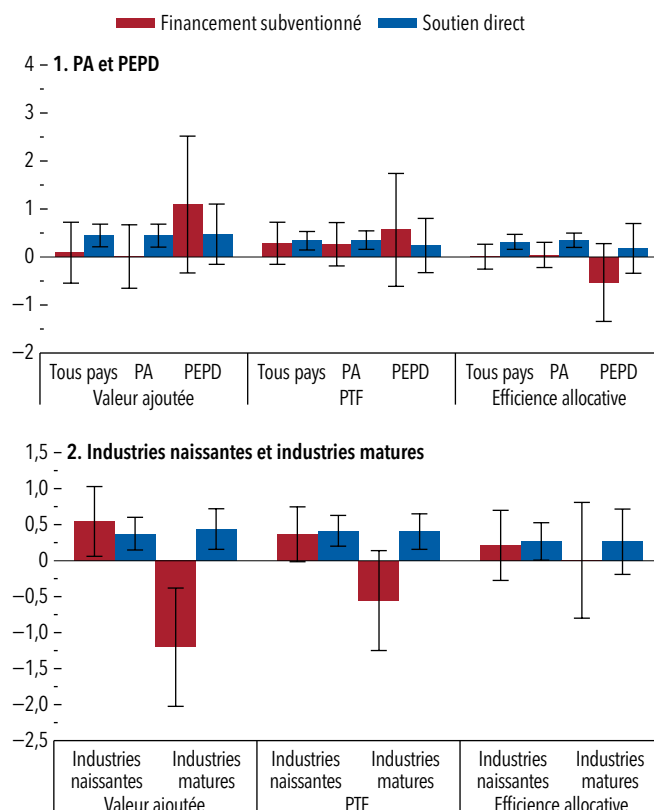 Financement subventionné Soutien direct
4 – 1. PA et PEPD
3
2
1
0
–1
–2
Tous pays PA PEPD Tous pays PA PEPD Tous pays PA PEPD
Valeur ajoutée PTF Efficience allocative
1,5 – 2. Industries naissantes et industries matures
1,0
0,5
0
–0,5
–1,0
–1,5
–2,0
–2,5
Industries naissantes Industries matures Industries naissantes Industries matures Industries naissantes Industries matures
Valeur ajoutée PTF Efficience allocative